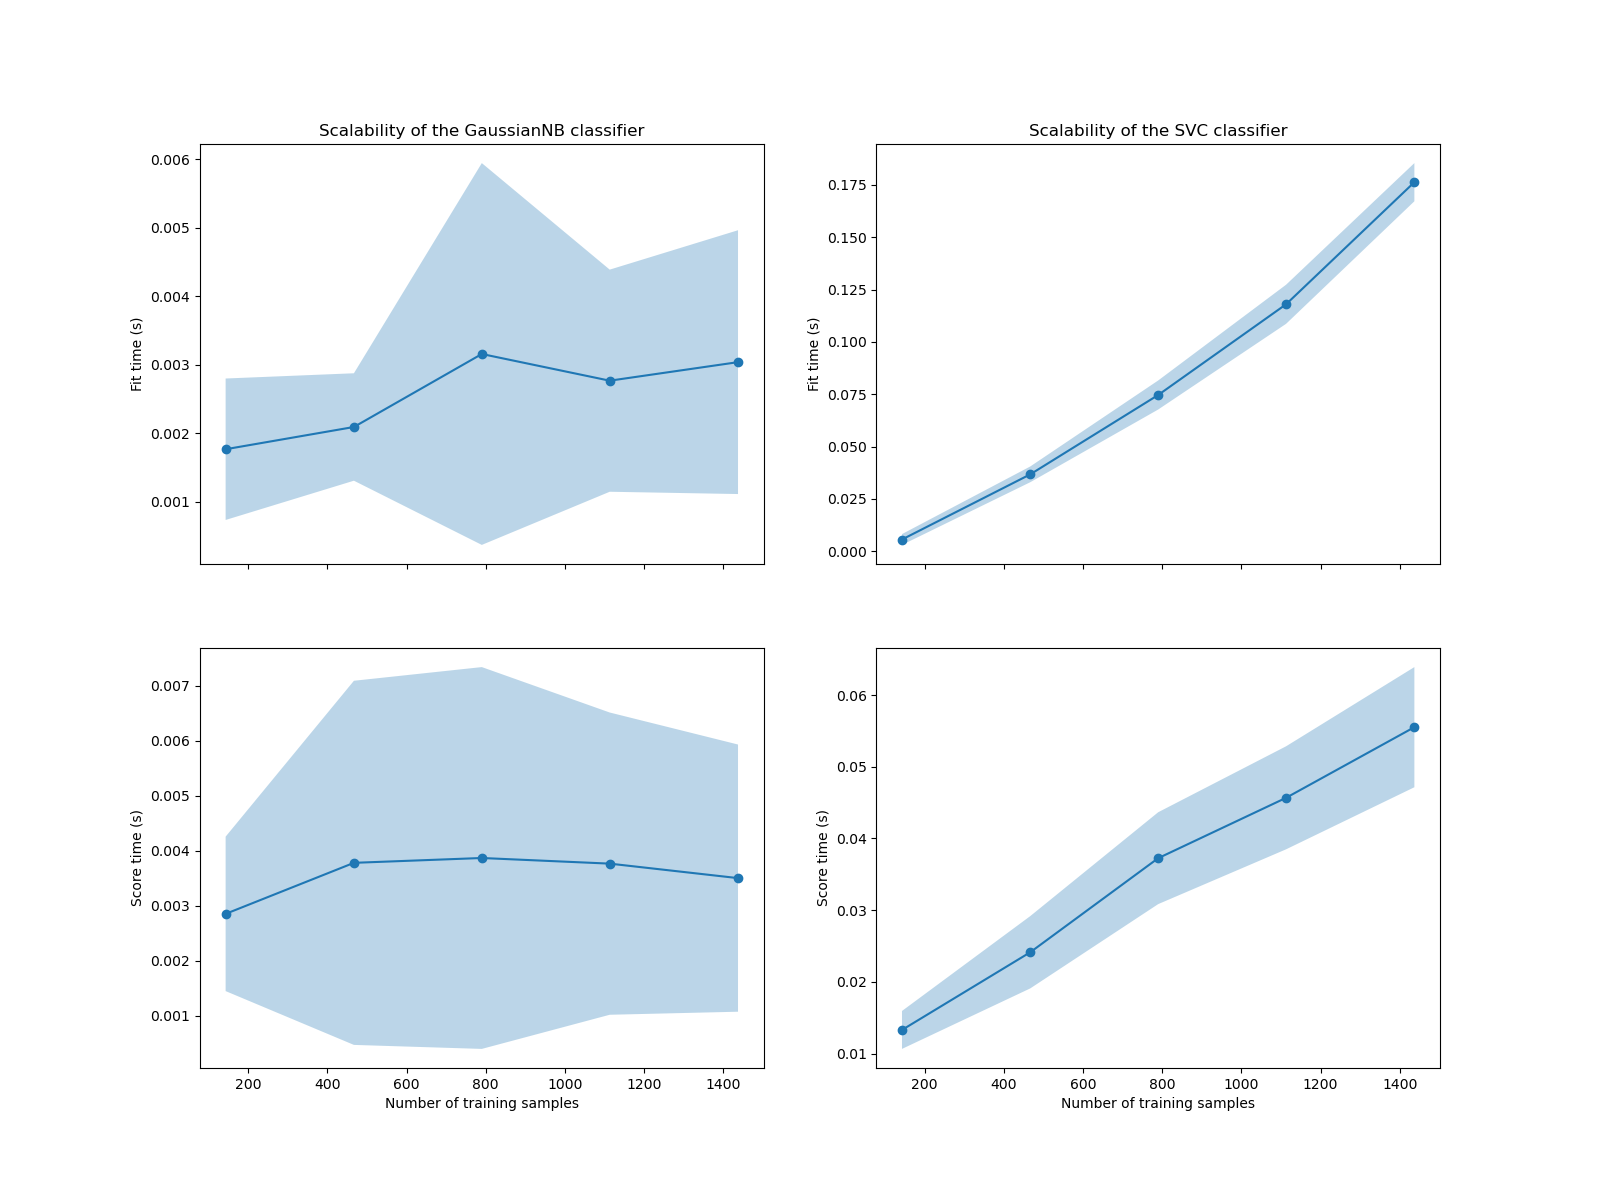 Scalability of the GaussianNB classifier
0.006
0.005
0.004
0.003
0.002
0.001
Fit time (s)
Scalability of the SVC classifier
0.175
0.150
0.125
0.100
0.075
0.050
0.025
0.000
Fit time (s)
0.007
0.006
0.005
0.004
0.003
0.002
0.001
Score time (s)
200 400 600 800 1000 1200 1400
Number of training samples
0.06
0.05
0.04
0.03
0.02
0.01
Score time (s)
200 400 600 800 1000 1200 1400
Number of training samples